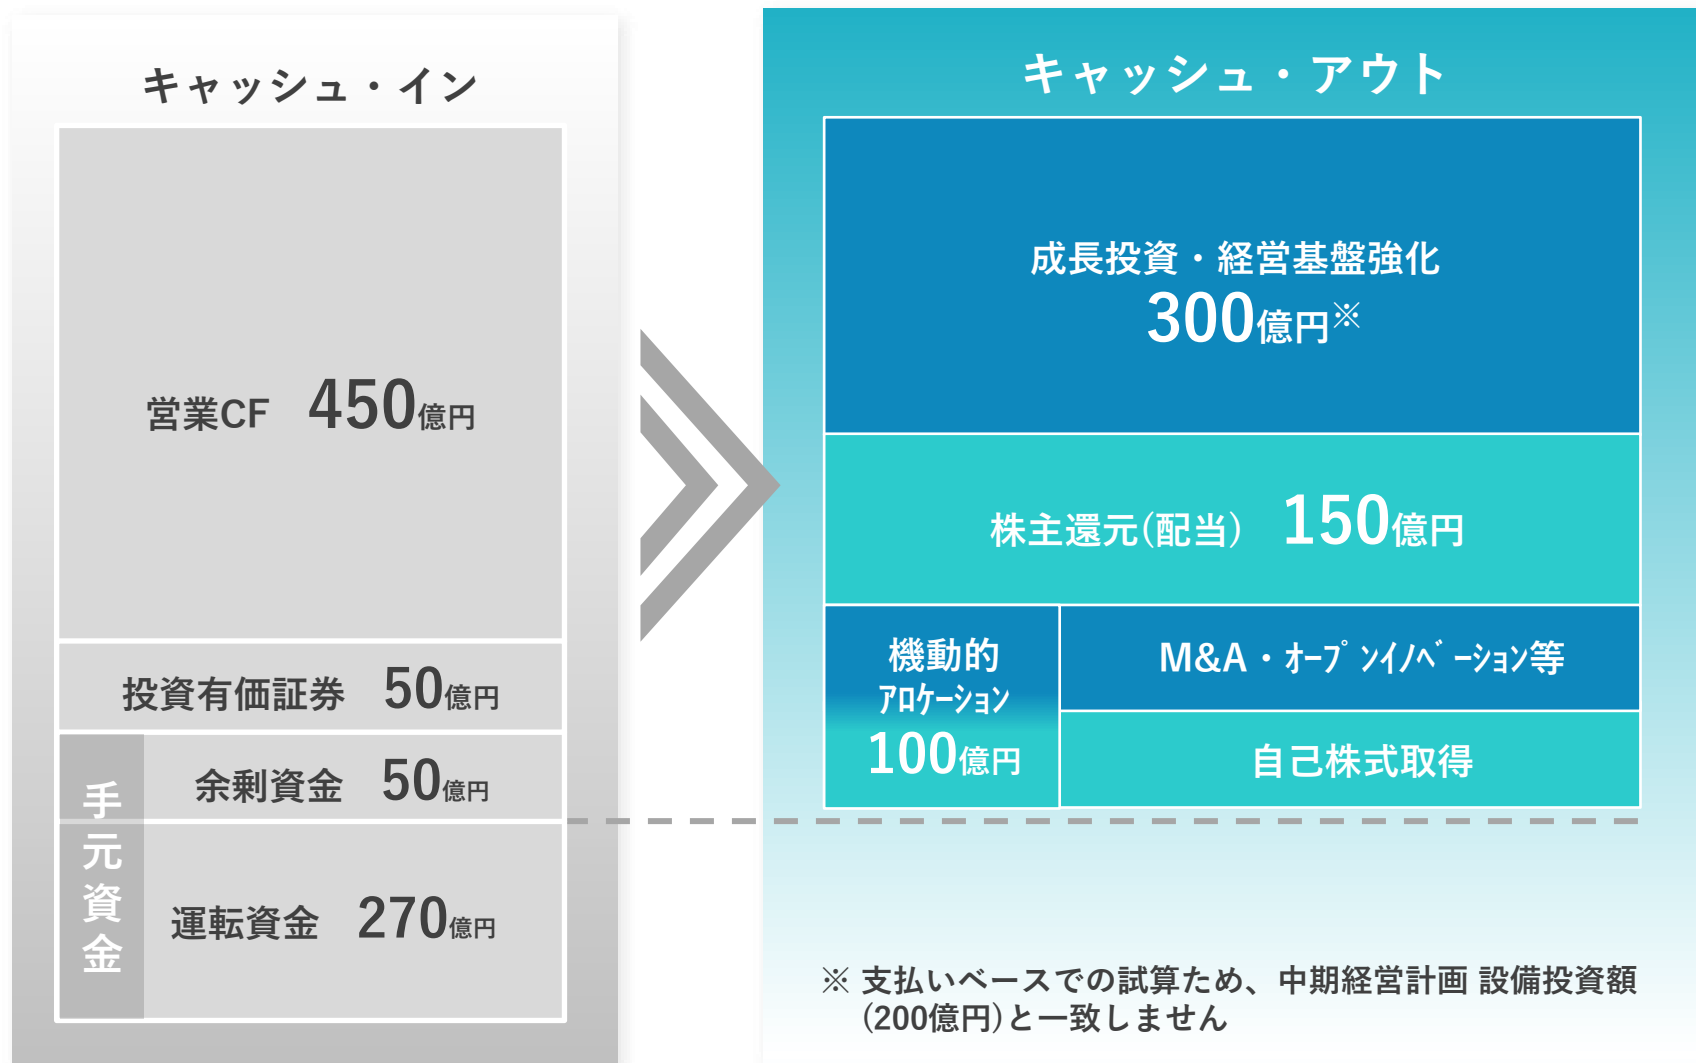 キャッシュ・イン
営業CF 450億円
投資有価証券 50億円
手元資金
余剰資金 50億円
運転資金 270億円
キャッシュ・アウト
成長投資・経営基盤強化
300億円※
株主還元(配当) 150億円
機動的
ｱﾛｹｰｼｮﾝ
100億円
M&A・ｵｰﾌﾟﾝｲﾉﾍﾞｰｼｮﾝ等
自己株式取得
※ 支払いベースでの試算ため、中期経営計画 設備投資額
(200億円)と一致しません